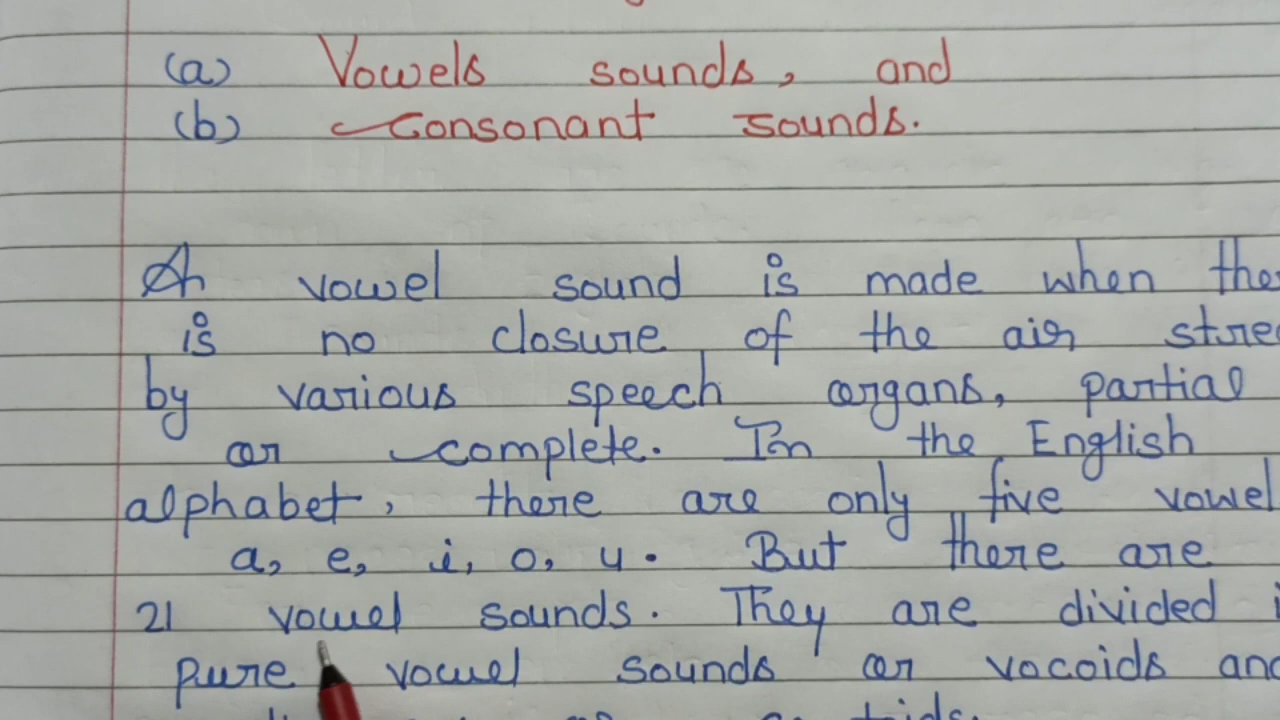 (a) Vowels sounds, and
(b) Consonant sounds.
A vowel sound is made when
is no closure of the air
by various speech organs, partial
or complete. In the English
alphabet, there are only five vowel
a, e, i, o, u. But there are
21 vowel sounds. They are divided
pure vowel sounds or vocoids and